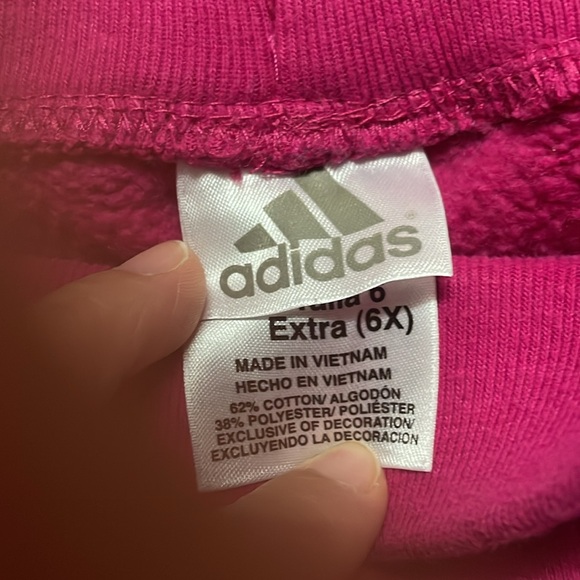 adidas
6
Extra (6X)
MADE IN VIETNAM
HECHO EN VIETNAM
62% COTTON/ ALGODÓN
38% POLYESTER/ POLIÉSTER
EXCLUSIVE OF DECORATION/
EXCLUYENDO LA DECORACION